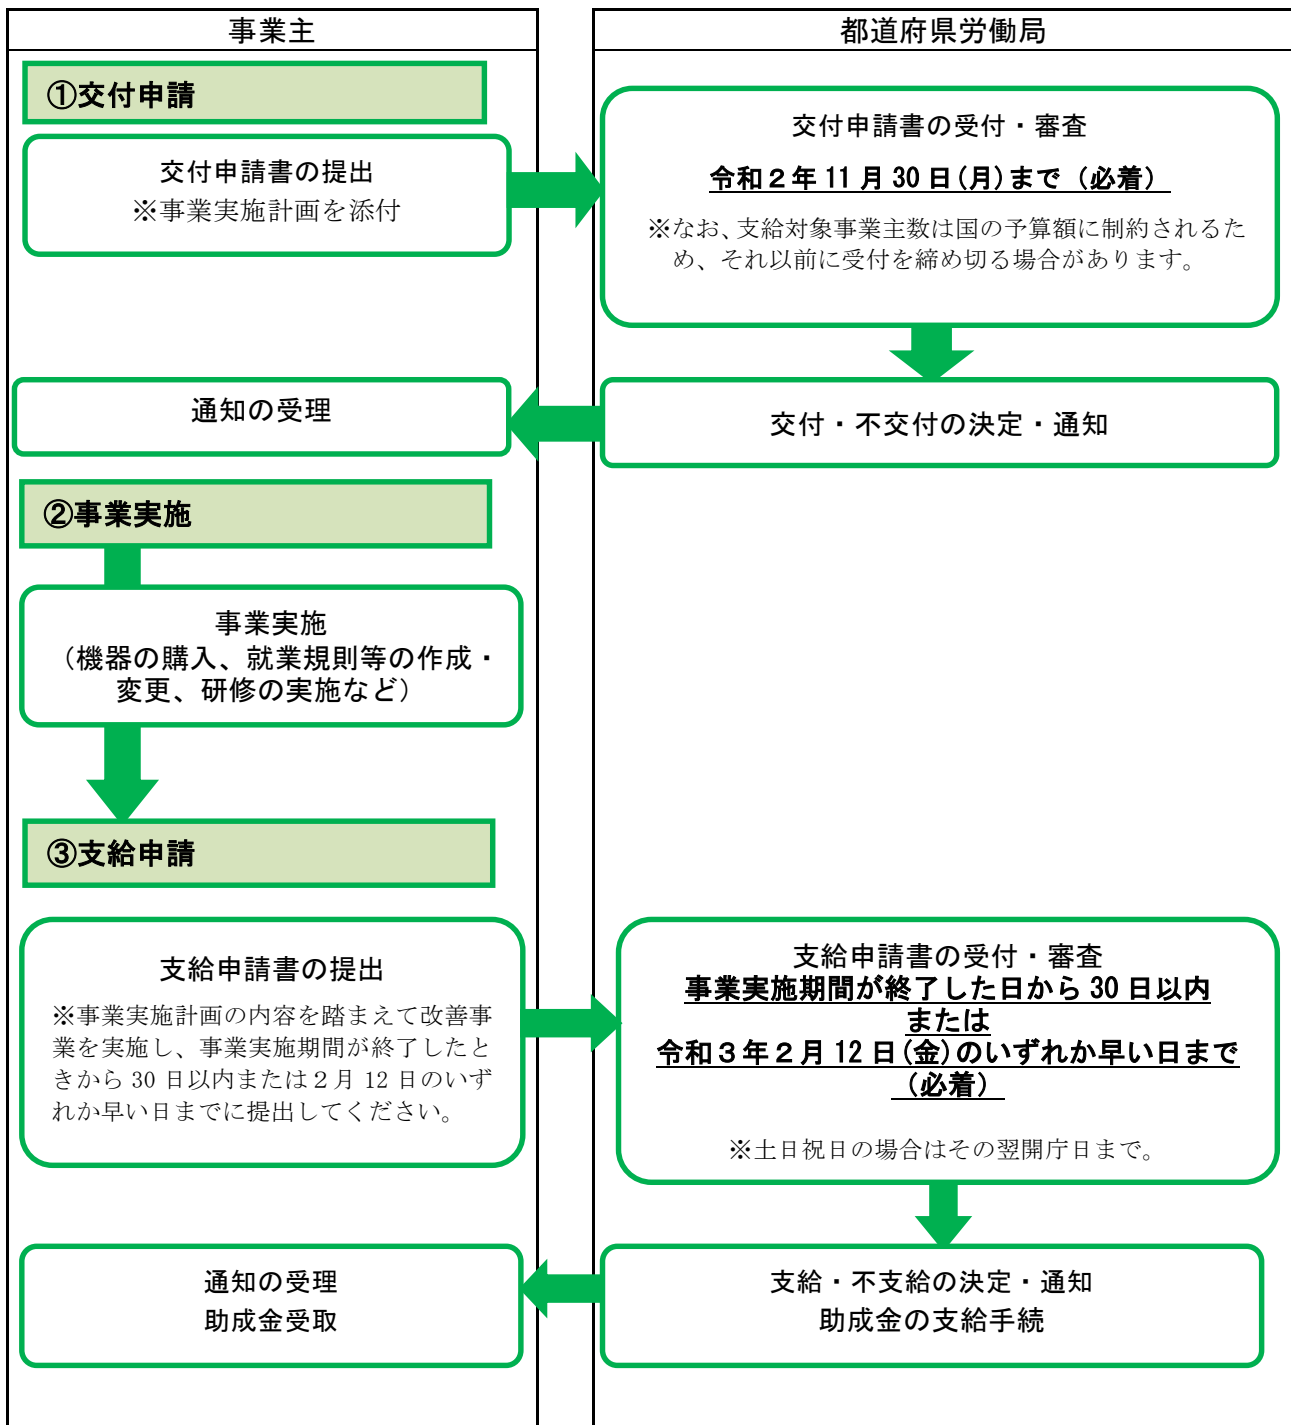 事業主
都道府県労働局
①交付申請
交付申請書の提出
※事業実施計画を添付
交付申請書の受付・審査
令和２年 11 月 30 日(月)まで（必着）
※なお、支給対象事業主数は国の予算額に制約されるた
め、それ以前に受付を締め切る場合があります。
通知の受理
交付・不交付の決定・通知
②事業実施
事業実施
（機器の購入、就業規則等の作成・
変更、研修の実施など）
③支給申請
支給申請書の提出
※事業実施計画の内容を踏まえて改善事
業を実施し、事業実施期間が終了したと
きから 30 日以内または２月 12 日のいず
れか早い日までに提出してください。
支給申請書の受付・審査
事業実施期間が終了した日から 30 日以内
または
令和３年２月 12 日(金)のいずれか早い日まで
（必着）
※土日祝日の場合はその翌開庁日まで。
通知の受理
助成金受取
支給・不支給の決定・通知
助成金の支給手続